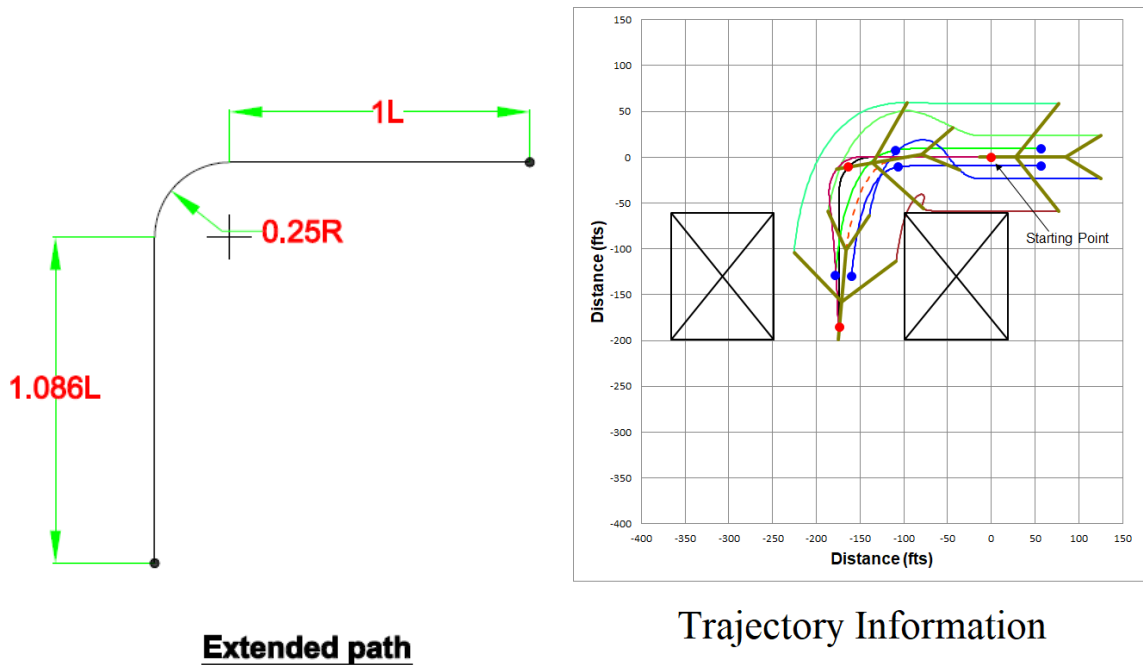 1L
0.25R
1.086L
Extended path
150
100
50
0
-50
-100
-150
-200
-250
-300
-350
-400
Distance (fts)
Starting Point
-400 -350 -300 -250 -200 -150 -100 -50 0 50 100 150
Distance (fts)
Trajectory Information